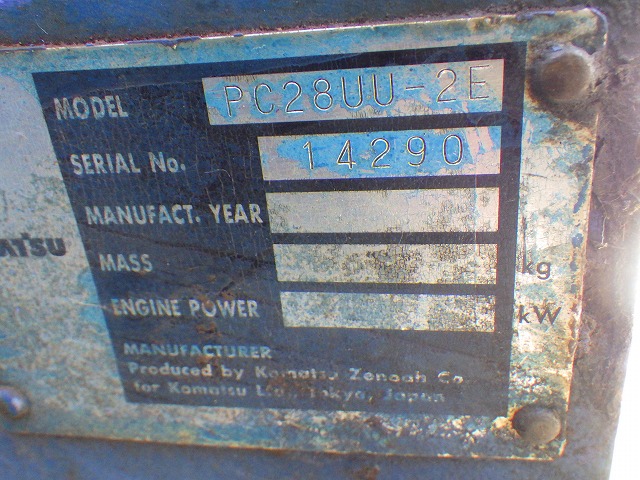 MODEL PC28UU-2E
SERIAL No. 14290
MANUFACT. YEAR
ATSU
MASS kg
ENGINE POWER kW
MANUFACTURER
Produced by Komatsu Zenoah Co.
for Komatsu Ltd., Tokyo, Japan